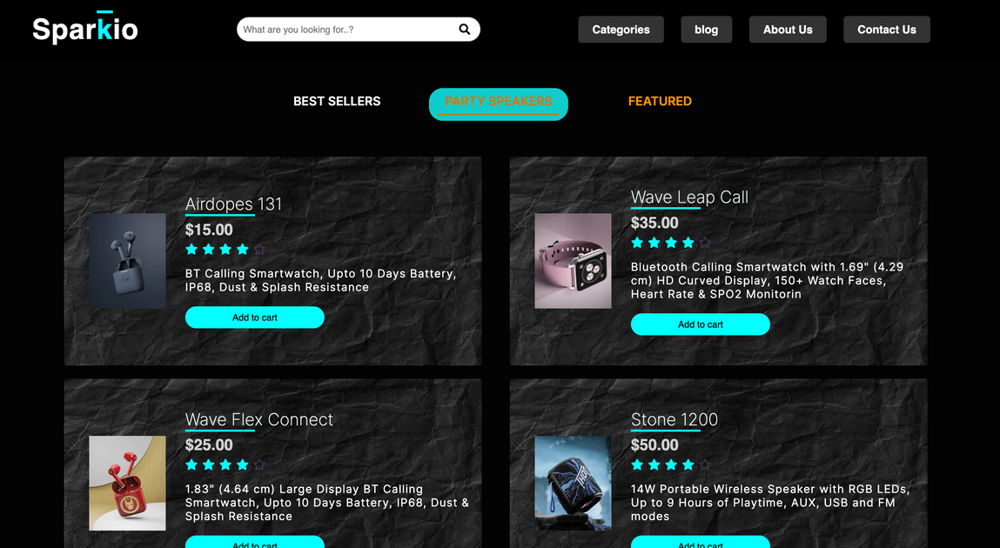 Sparkio
What are you looking for..?
Categories
blog
About Us
Contact Us
BEST SELLERS
PARTY SPEAKERS
FEATURED
Airdopes 131
$15.00
BT Calling Smartwatch, Upto 10 Days Battery,
IP68, Dust & Splash Resistance
Add to cart
Wave Leap Call
$35.00
Bluetooth Calling Smartwatch with 1.69" (4.29
cm) HD Curved Display, 150+ Watch Faces,
Heart Rate & SPO2 Monitorin
Add to cart
Wave Flex Connect
$25.00
1.83" (4.64 cm) Large Display BT Calling
Smartwatch, Upto 10 Days Battery, IP68, Dust &
Splash Resistance
Add to cart
Stone 1200
$50.00
14W Portable Wireless Speaker with RGB LEDs,
Up to 9 Hours of Playtime, AUX, USB and FM
modes
Add to cart